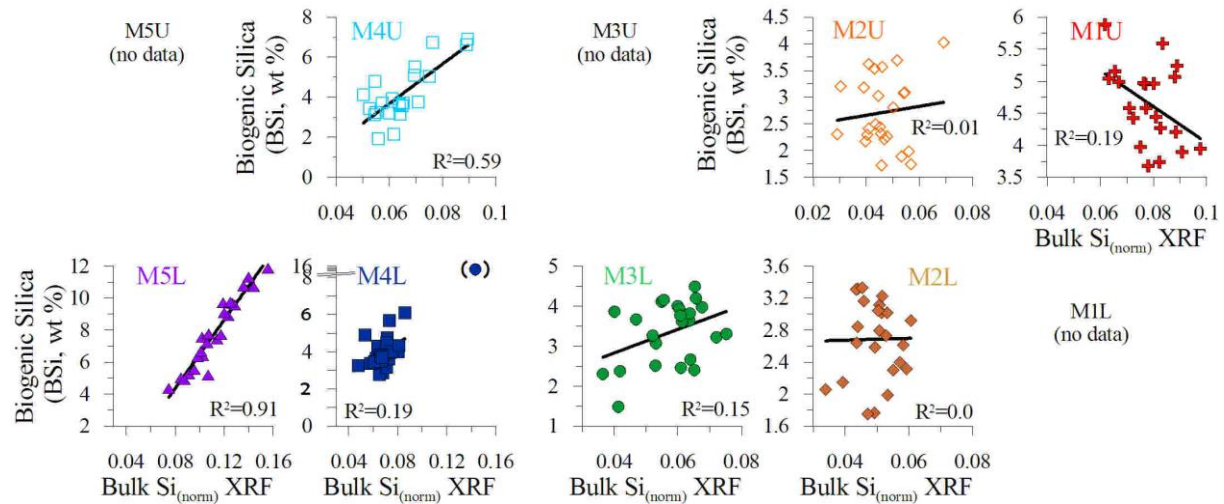 M5U
(no data)
Biogenic Silica
(BSi, wt %)
M4U
8
6
4
2
0
R²=0.59
0.04 0.06 0.08 0.1
M3U
(no data)
Biogenic Silica
(BSi, wt %)
M2U
4.5
4
3.5
3
2.5
2
1.5
R²=0.01
0.02 0.04 0.06 0.08
M1U
6
5.5
5
4.5
4
3.5
R²=0.19
0.04 0.06 0.08 0.1
Bulk Si(norm) XRF
Biogenic Silica
(BSi, wt %)
M5L
12
10
8
6
4
2
R²=0.91
0.04 0.08 0.12 0.16
Bulk Si(norm) XRF
M4L
16
8
6
4
2
0
( )
R²=0.19
0.04 0.08 0.12 0.16
Bulk Si(norm) XRF
M3L
5
4
3
2
1
R²=0.15
0.04 0.06 0.08
Bulk Si(norm) XRF
M2L
3.6
3.2
2.8
2.4
2
1.6
R²=0.0
0.04 0.06 0.08
Bulk Si(norm) XRF
M1L
(no data)